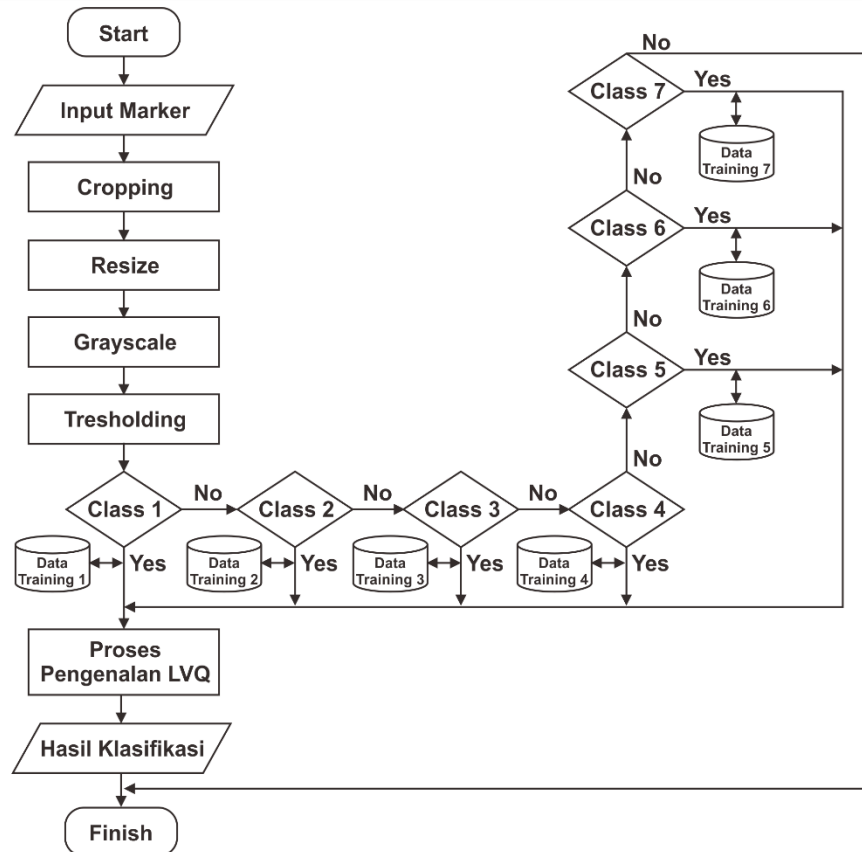 Start
Input Marker
Cropping
Resize
Grayscale
Tresholding
Class 1
No
Class 2
No
Class 3
No
Class 4
Data
Training 1
Yes
Data
Training 2
Yes
Data
Training 3
Yes
Data
Training 4
Yes
No
Class 5
Yes
Data
Training 5
No
Class 6
Yes
Data
Training 6
No
Class 7
Yes
Data
Training 7
No
Proses
Pengenalan LVQ
Hasil Klasifikasi
Finish